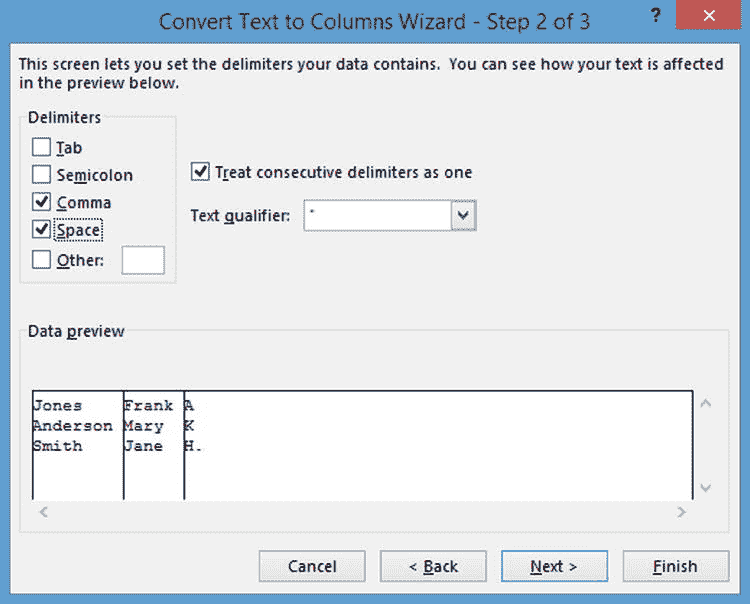 Convert Text to Columns Wizard - Step 2 of 3
?
This screen lets you set the delimiters your data contains. You can see how your text is affected
in the preview below.
Delimiters
Tab
Semicolon
Comma
Space
Other:
Treat consecutive delimiters as one
Text qualifier: "
Data preview
Jones Frank A
Anderson Mary K
Smith Jane H.
Cancel < Back Next > Finish